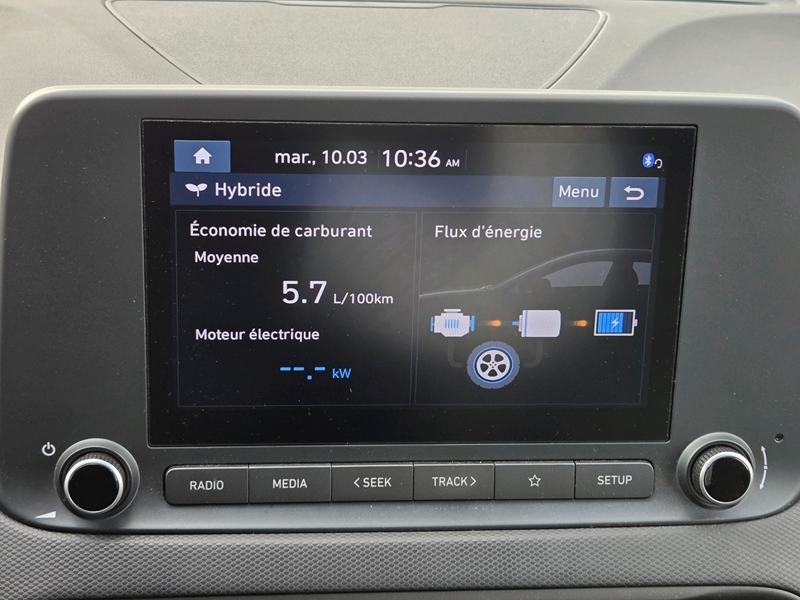 mar., 10.03 10:36 AM
Hybride Menu
Économie de carburant
Moyenne
5.7 L/100km
Moteur électrique
--.- kW
Flux d'énergie
RADIO MEDIA < SEEK TRACK > SETUP